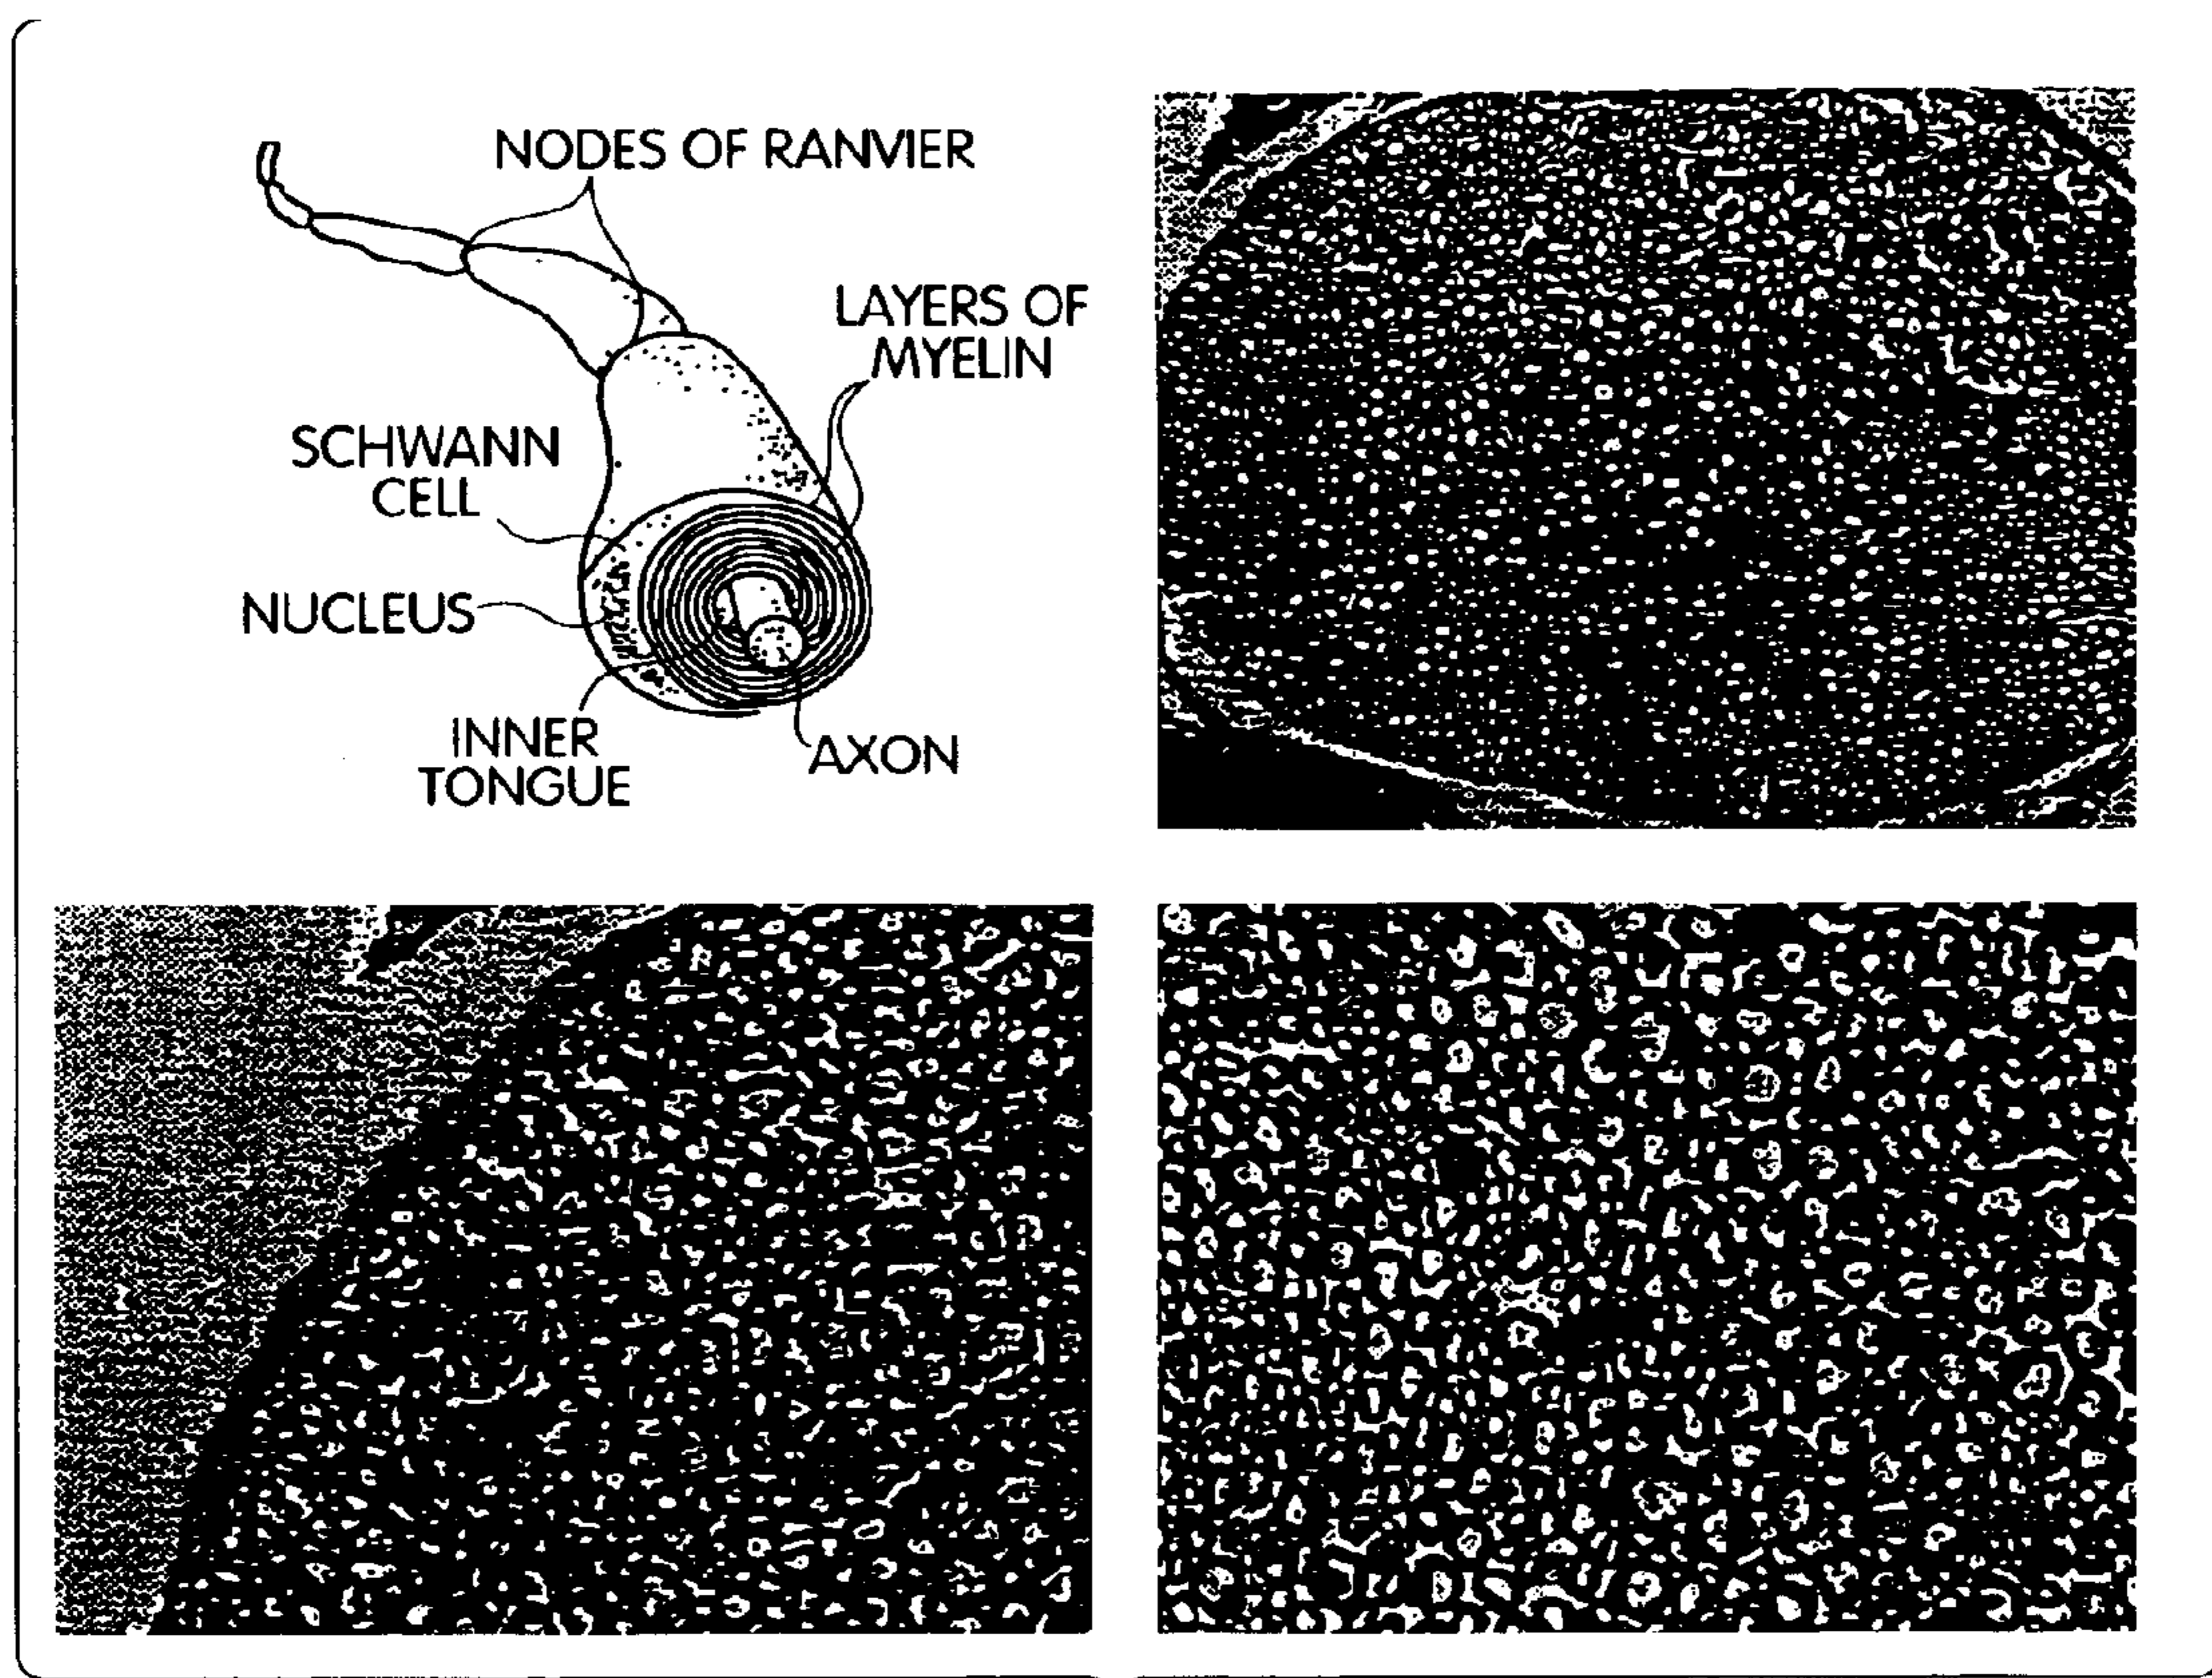 NODES OF RANVIER
LAYERS OF
MYELIN
SCHWANN
CELL
NUCLEUS
INNER
TONGUE
AXON